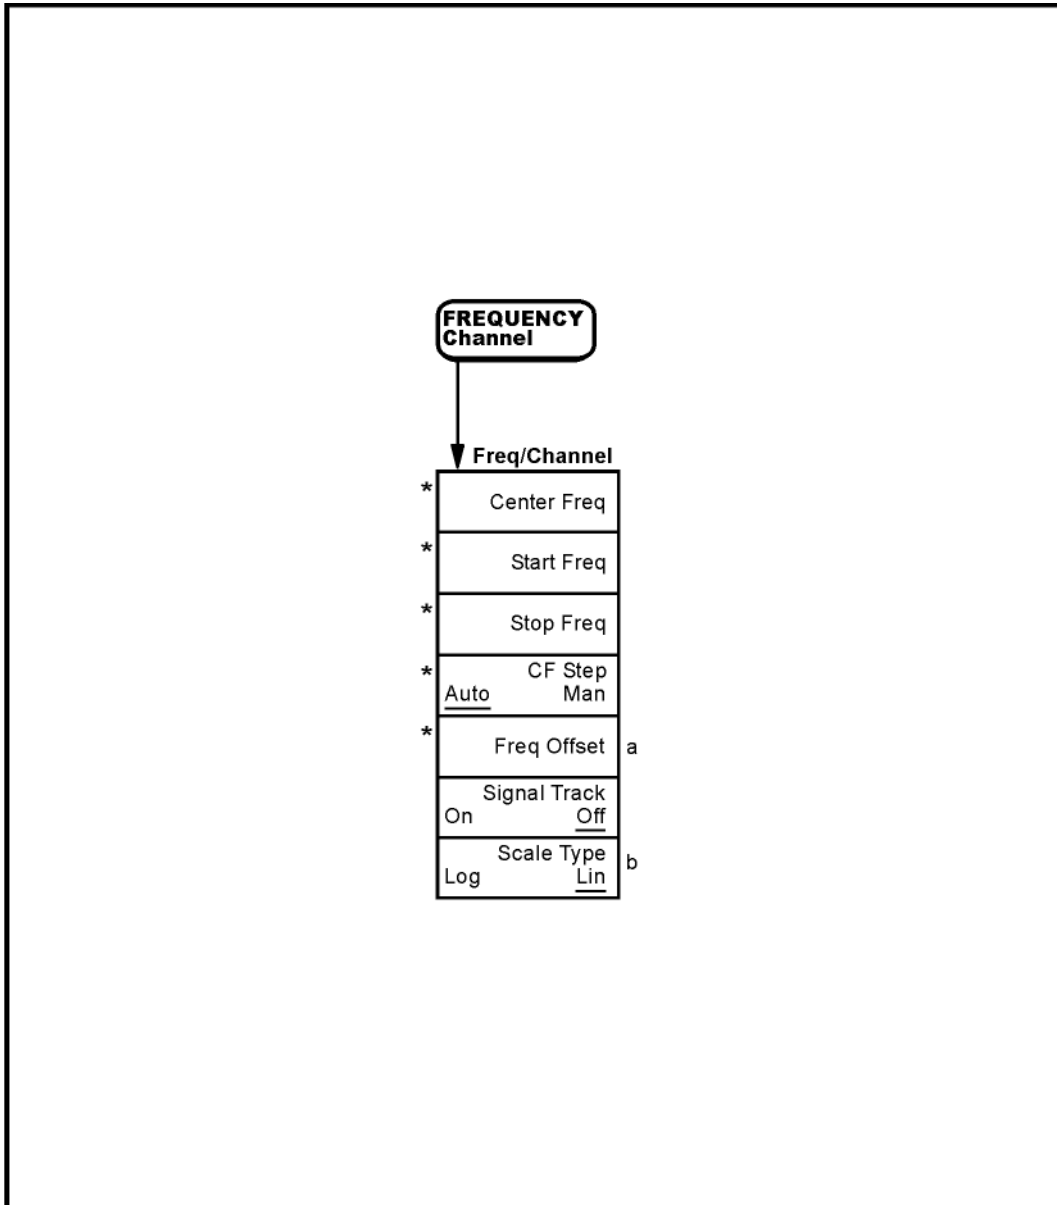 FREQUENCY
Channel
Freq/Channel
* Center Freq
* Start Freq
* Stop Freq
* CF Step
Auto Man
* Freq Offset a
Signal Track
On Off
Scale Type b
Log Lin